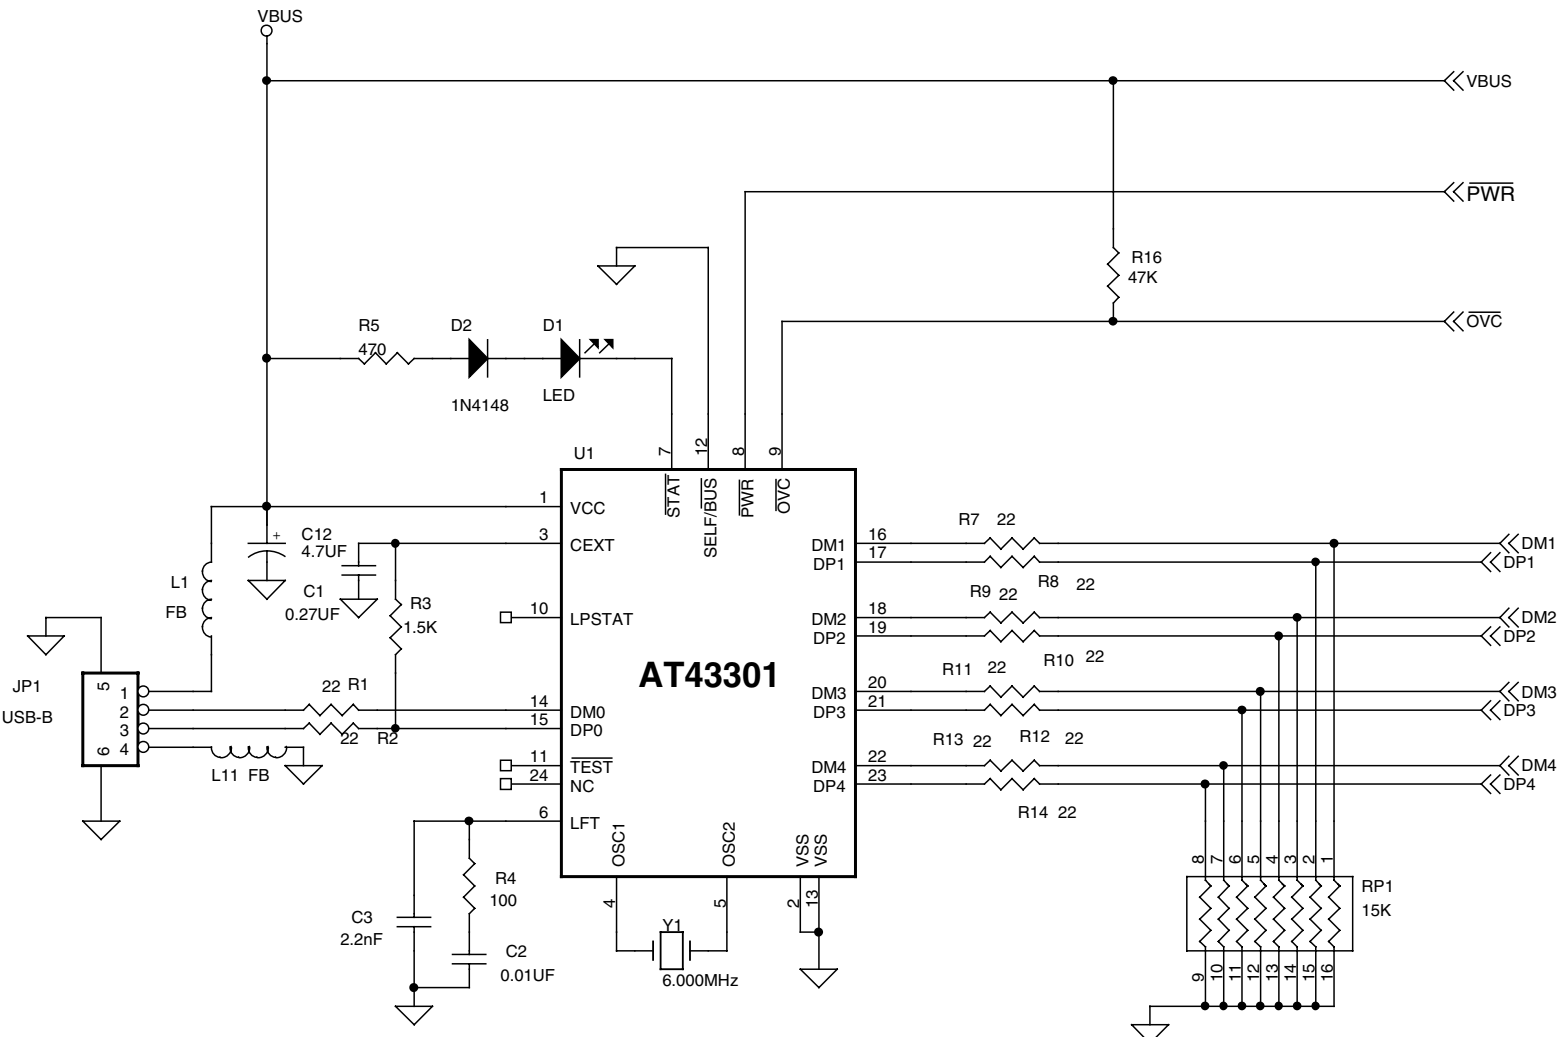 VBUS
VBUS
PWR
R16
47K
OVC
R5
470
D2
1N4148
D1
LED
U1
7
12
8
9
STAT
SELF/BUS
PWR
OVC
1
VCC
3
CEXT
10
LPSTAT
14
DM0
15
DP0
11
TEST
24
NC
6
LFT
AT43301
+
C12
4.7UF
L1
FB
C1
0.27UF
R3
1.5K
JP1
USB-B
5
6
1
2
3
4
22 R1
22 R2
L11 FB
R4
100
C3
2.2nF
C2
0.01UF
OSC1
OSC2
VSS
VSS
4
5
2
13
Y1
6.000MHz
DM1
16
DP1
17
DM2
18
DP2
19
DM3
20
DP3
21
DM4
22
DP4
23
R7 22
R8 22
R9 22
R10 22
R11 22
R12 22
R13 22
R14 22
DM1
DP1
DM2
DP2
DM3
DP3
DM4
DP4
8 7 6 5 4 3 2 1
RP1
15K
9 10 11 12 13 14 15 16